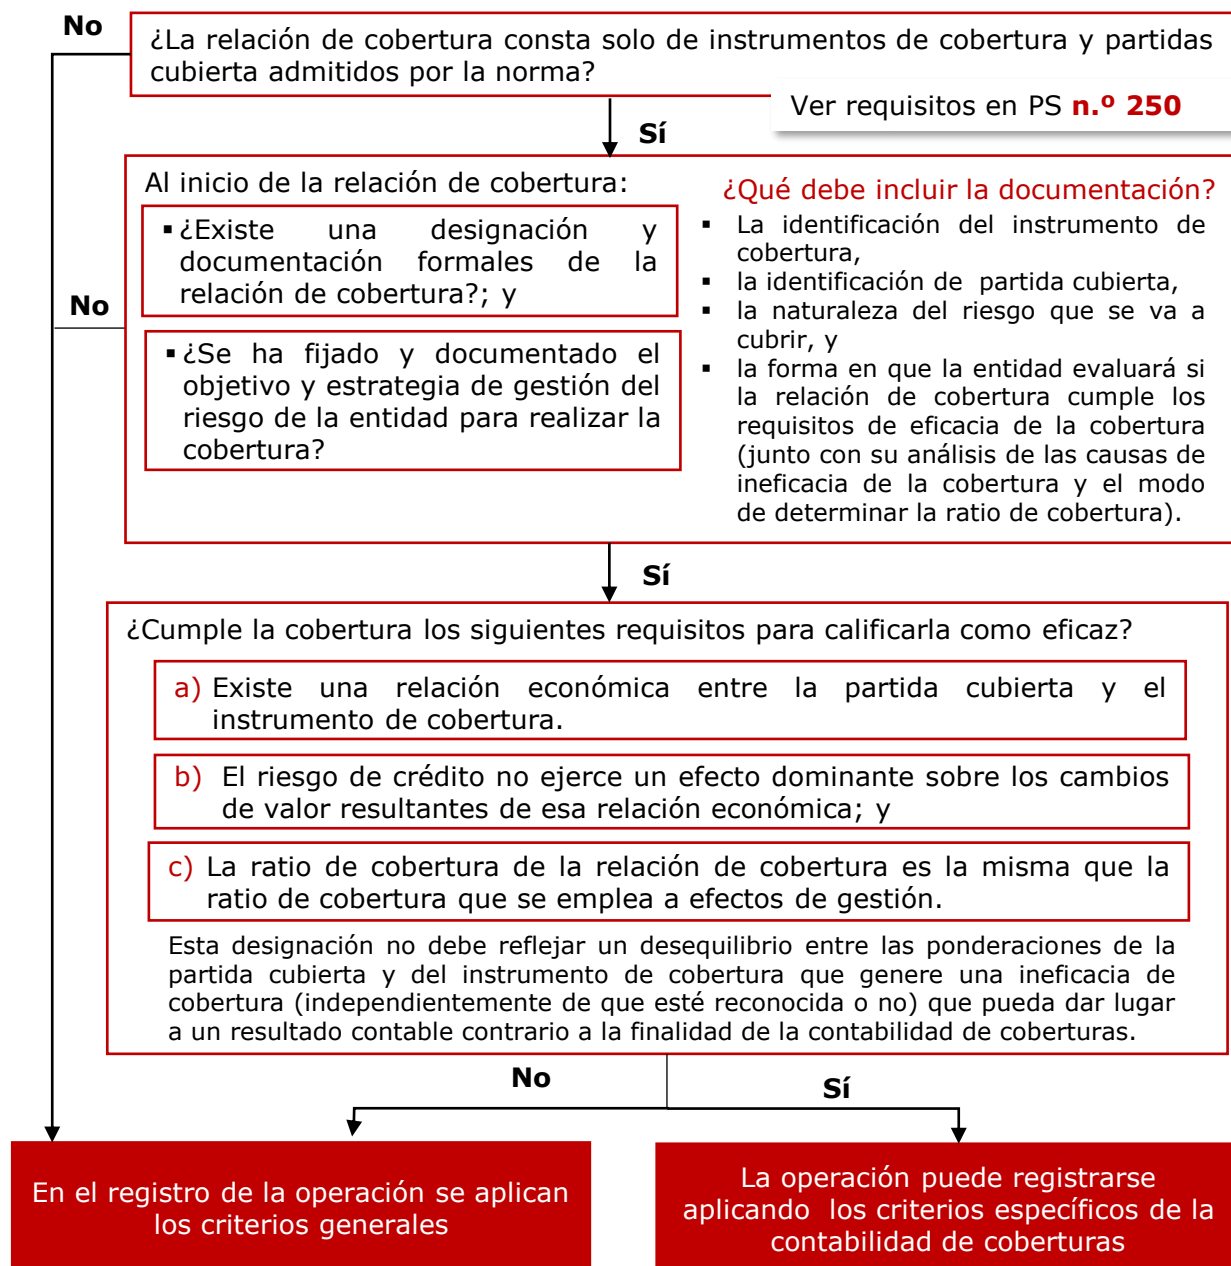 No
¿La relación de cobertura consta solo de instrumentos de cobertura y partidas
cubierta admitidos por la norma?
Ver requisitos en PS n.º 250
Sí
Al inicio de la relación de cobertura:
▪ ¿Existe una designación y
documentación formales de la
relación de cobertura?; y
▪ ¿Se ha fijado y documentado el
objetivo y estrategia de gestión del
riesgo de la entidad para realizar la
cobertura?
¿Qué debe incluir la documentación?
▪ La identificación del instrumento de
cobertura,
▪ la identificación de partida cubierta,
▪ la naturaleza del riesgo que se va a
cubrir, y
▪ la forma en que la entidad evaluará si
la relación de cobertura cumple los
requisitos de eficacia de la cobertura
(junto con su análisis de las causas de
ineficacia de la cobertura y el modo
de determinar la ratio de cobertura).
No
Sí
¿Cumple la cobertura los siguientes requisitos para calificarla como eficaz?
a) Existe una relación económica entre la partida cubierta y el
instrumento de cobertura.
b) El riesgo de crédito no ejerce un efecto dominante sobre los cambios
de valor resultantes de esa relación económica; y
c) La ratio de cobertura de la relación de cobertura es la misma que la
ratio de cobertura que se emplea a efectos de gestión.
Esta designación no debe reflejar un desequilibrio entre las ponderaciones de la
partida cubierta y del instrumento de cobertura que genere una ineficacia de
cobertura (independientemente de que esté reconocida o no) que pueda dar lugar
a un resultado contable contrario a la finalidad de la contabilidad de coberturas.
No
Sí
En el registro de la operación se aplican
los criterios generales
La operación puede registrarse
aplicando los criterios específicos de la
contabilidad de coberturas